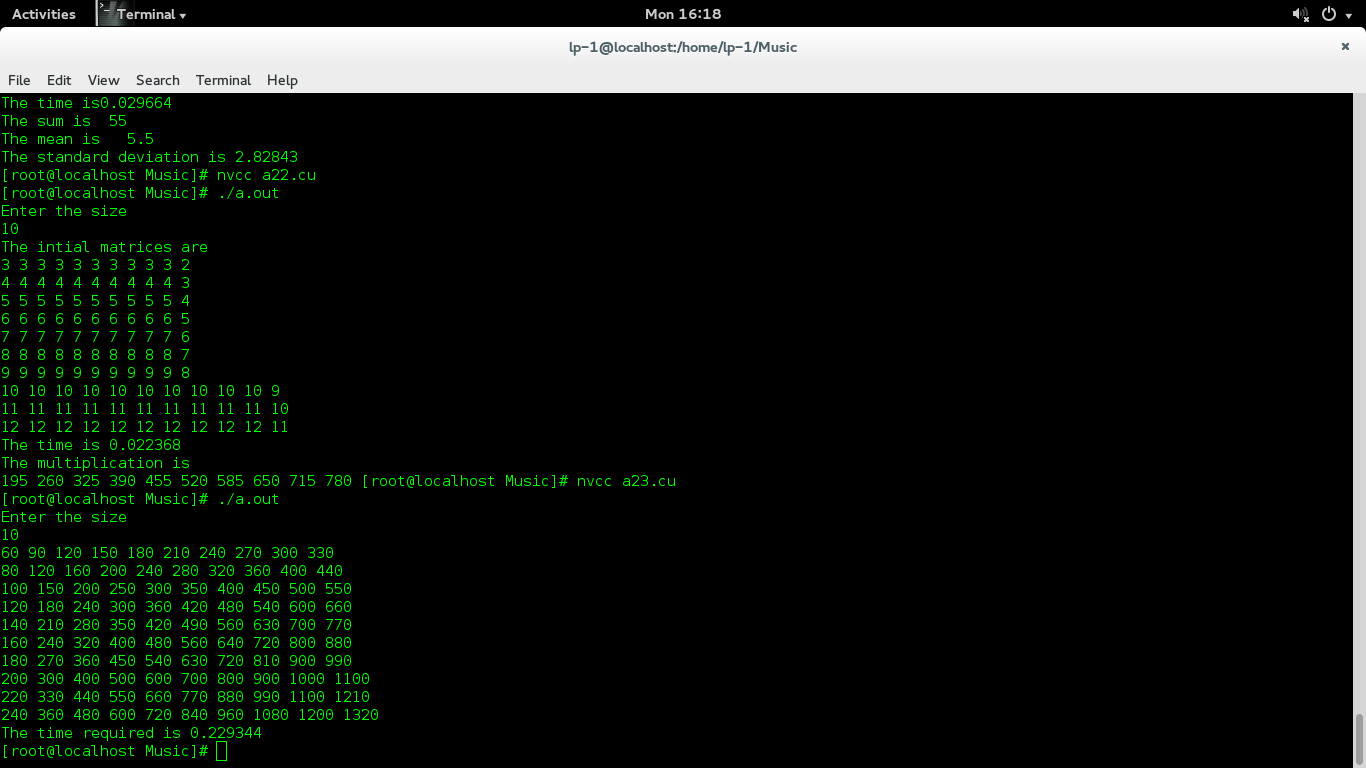 Activities Terminal Mon 16:18
lp-1@localhost:/home/lp-1/Music
File Edit View Search Terminal Help
The time is0.029664
The sum is  55
The mean is   5.5
The standard deviation is 2.82843
[root@localhost Music]# nvcc a22.cu
[root@localhost Music]# ./a.out
Enter the size
10
The intial matrices are
3 3 3 3 3 3 3 3 3 3 2
4 4 4 4 4 4 4 4 4 4 3
5 5 5 5 5 5 5 5 5 5 4
6 6 6 6 6 6 6 6 6 6 5
7 7 7 7 7 7 7 7 7 7 6
8 8 8 8 8 8 8 8 8 8 7
9 9 9 9 9 9 9 9 9 9 8
10 10 10 10 10 10 10 10 10 10 9
11 11 11 11 11 11 11 11 11 11 10
12 12 12 12 12 12 12 12 12 12 11
The time is 0.022368
The multiplication is
195 260 325 390 455 520 585 650 715 780 [root@localhost Music]# nvcc a23.cu
[root@localhost Music]# ./a.out
Enter the size
10
60 90 120 150 180 210 240 270 300 330
80 120 160 200 240 280 320 360 400 440
100 150 200 250 300 350 400 450 500 550
120 180 240 300 360 420 480 540 600 660
140 210 280 350 420 490 560 630 700 770
160 240 320 400 480 560 640 720 800 880
180 270 360 450 540 630 720 810 900 990
200 300 400 500 600 700 800 900 1000 1100
220 330 440 550 660 770 880 990 1100 1210
240 360 480 600 720 840 960 1080 1200 1320
The time required is 0.229344
[root@localhost Music]#